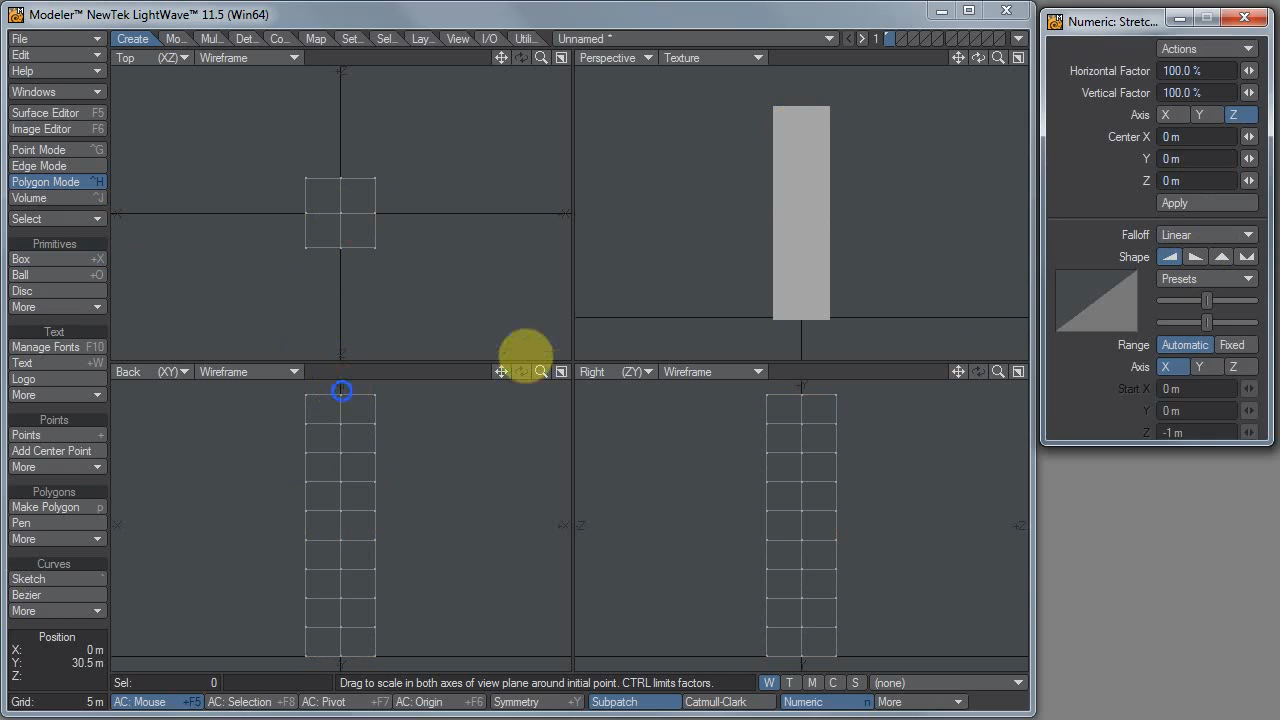 Modeler™ NewTek LightWave™ 11.5 (Win64)
Numeric: Stretc...
File
Create Mo... Mul... Det... Co... Map Set... Sel... Lay... View I/O Utili... Unnamed * 1
Edit
Help
Windows
Surface Editor F5
Image Editor F6
Point Mode ^G
Edge Mode
Polygon Mode ^H
Volume ^J
Select
Primitives
Box +X
Ball +O
Disc
More
Text
Manage Fonts F10
Text +W
Logo
More
Points
Points +
Add Center Point
More
Polygons
Make Polygon p
Pen
More
Curves
Sketch `
Bezier
More
Position
X: 0 m
Y: 30.5 m
Z:
Grid: 5 m
Top (XZ) Wireframe
Perspective Texture
Back (XY) Wireframe
Right (ZY) Wireframe
Sel: 0 Drag to scale in both axes of view plane around initial point. CTRL limits factors. W T M C S (none)
AC: Mouse +F5 AC: Selection +F8 AC: Pivot +F7 AC: Origin +F6 Symmetry +Y Subpatch Catmull-Clark Numeric n More
Actions
Horizontal Factor 100.0 %
Vertical Factor 100.0 %
Axis X Y Z
Center X 0 m
Y 0 m
Z 0 m
Apply
Falloff Linear
Shape
Presets
Range Automatic Fixed
Axis X Y Z
Start X 0 m
Y 0 m
Z -1 m